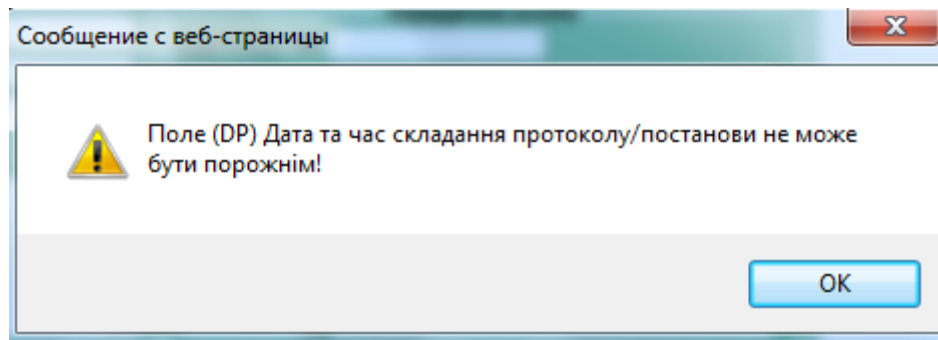 Сообщение с веб-страницы
Поле (DP) Дата та час складання протоколу/постанови не може
бути порожнім!
OK